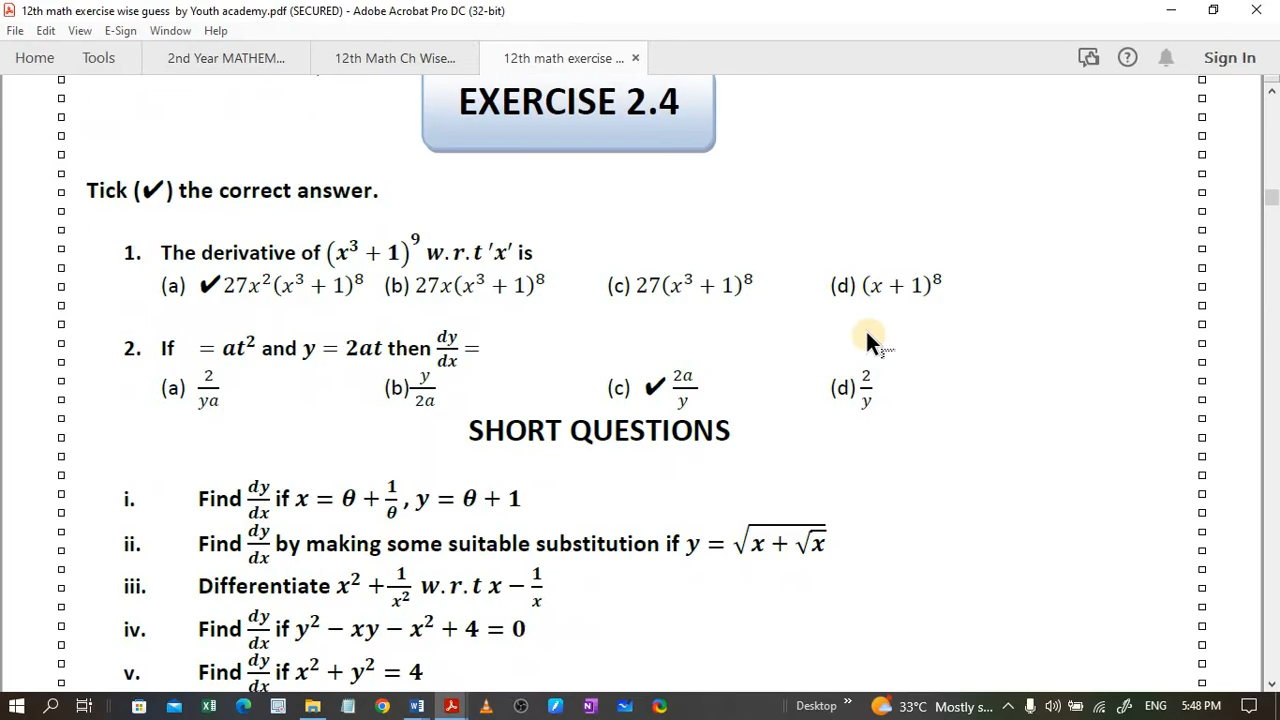 12th math exercise wise guess by Youth academy.pdf (SECURED) - Adobe Acrobat Pro DC (32-bit)
File Edit View E-Sign Window Help
Home Tools 2nd Year MATHEM... 12th Math Ch Wise... 12th math exercise ... × Sign In
EXERCISE 2.4
Tick (✔) the correct answer.
1. The derivative of (x³ + 1)⁹ w.r.t 'x' is
(a) ✔27x²(x³ + 1)⁸ (b) 27x(x³ + 1)⁸ (c) 27(x³ + 1)⁸ (d) (x + 1)⁸
2. If = at² and y = 2at then dy/dx =
(a) 2/ya (b) y/2a (c) ✔ 2a/y (d) 2/y
SHORT QUESTIONS
i. Find dy/dx if x = θ + 1/θ , y = θ + 1
ii. Find dy/dx by making some suitable substitution if y = √(x + √x)
iii. Differentiate x² + 1/x² w.r.t x − 1/x
iv. Find dy/dx if y² − xy − x² + 4 = 0
v. Find dy/dx if x² + y² = 4
Desktop » 33°C Mostly s... ENG 5:48 PM